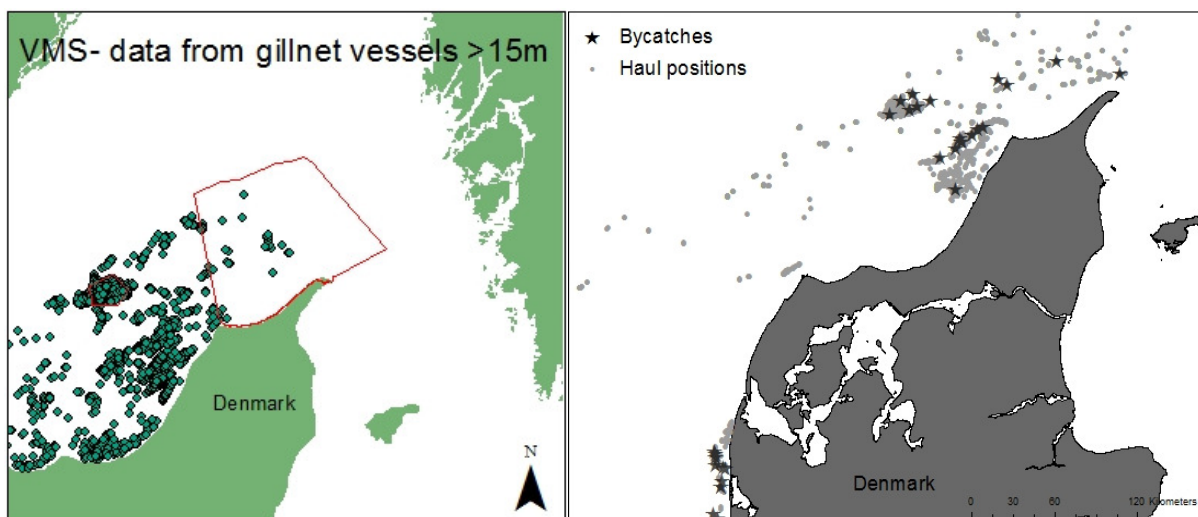 VMS- data from gillnet vessels >15m
Denmark
N
Bycatches
Haul positions
Denmark
0 30 60 120 Kilometers